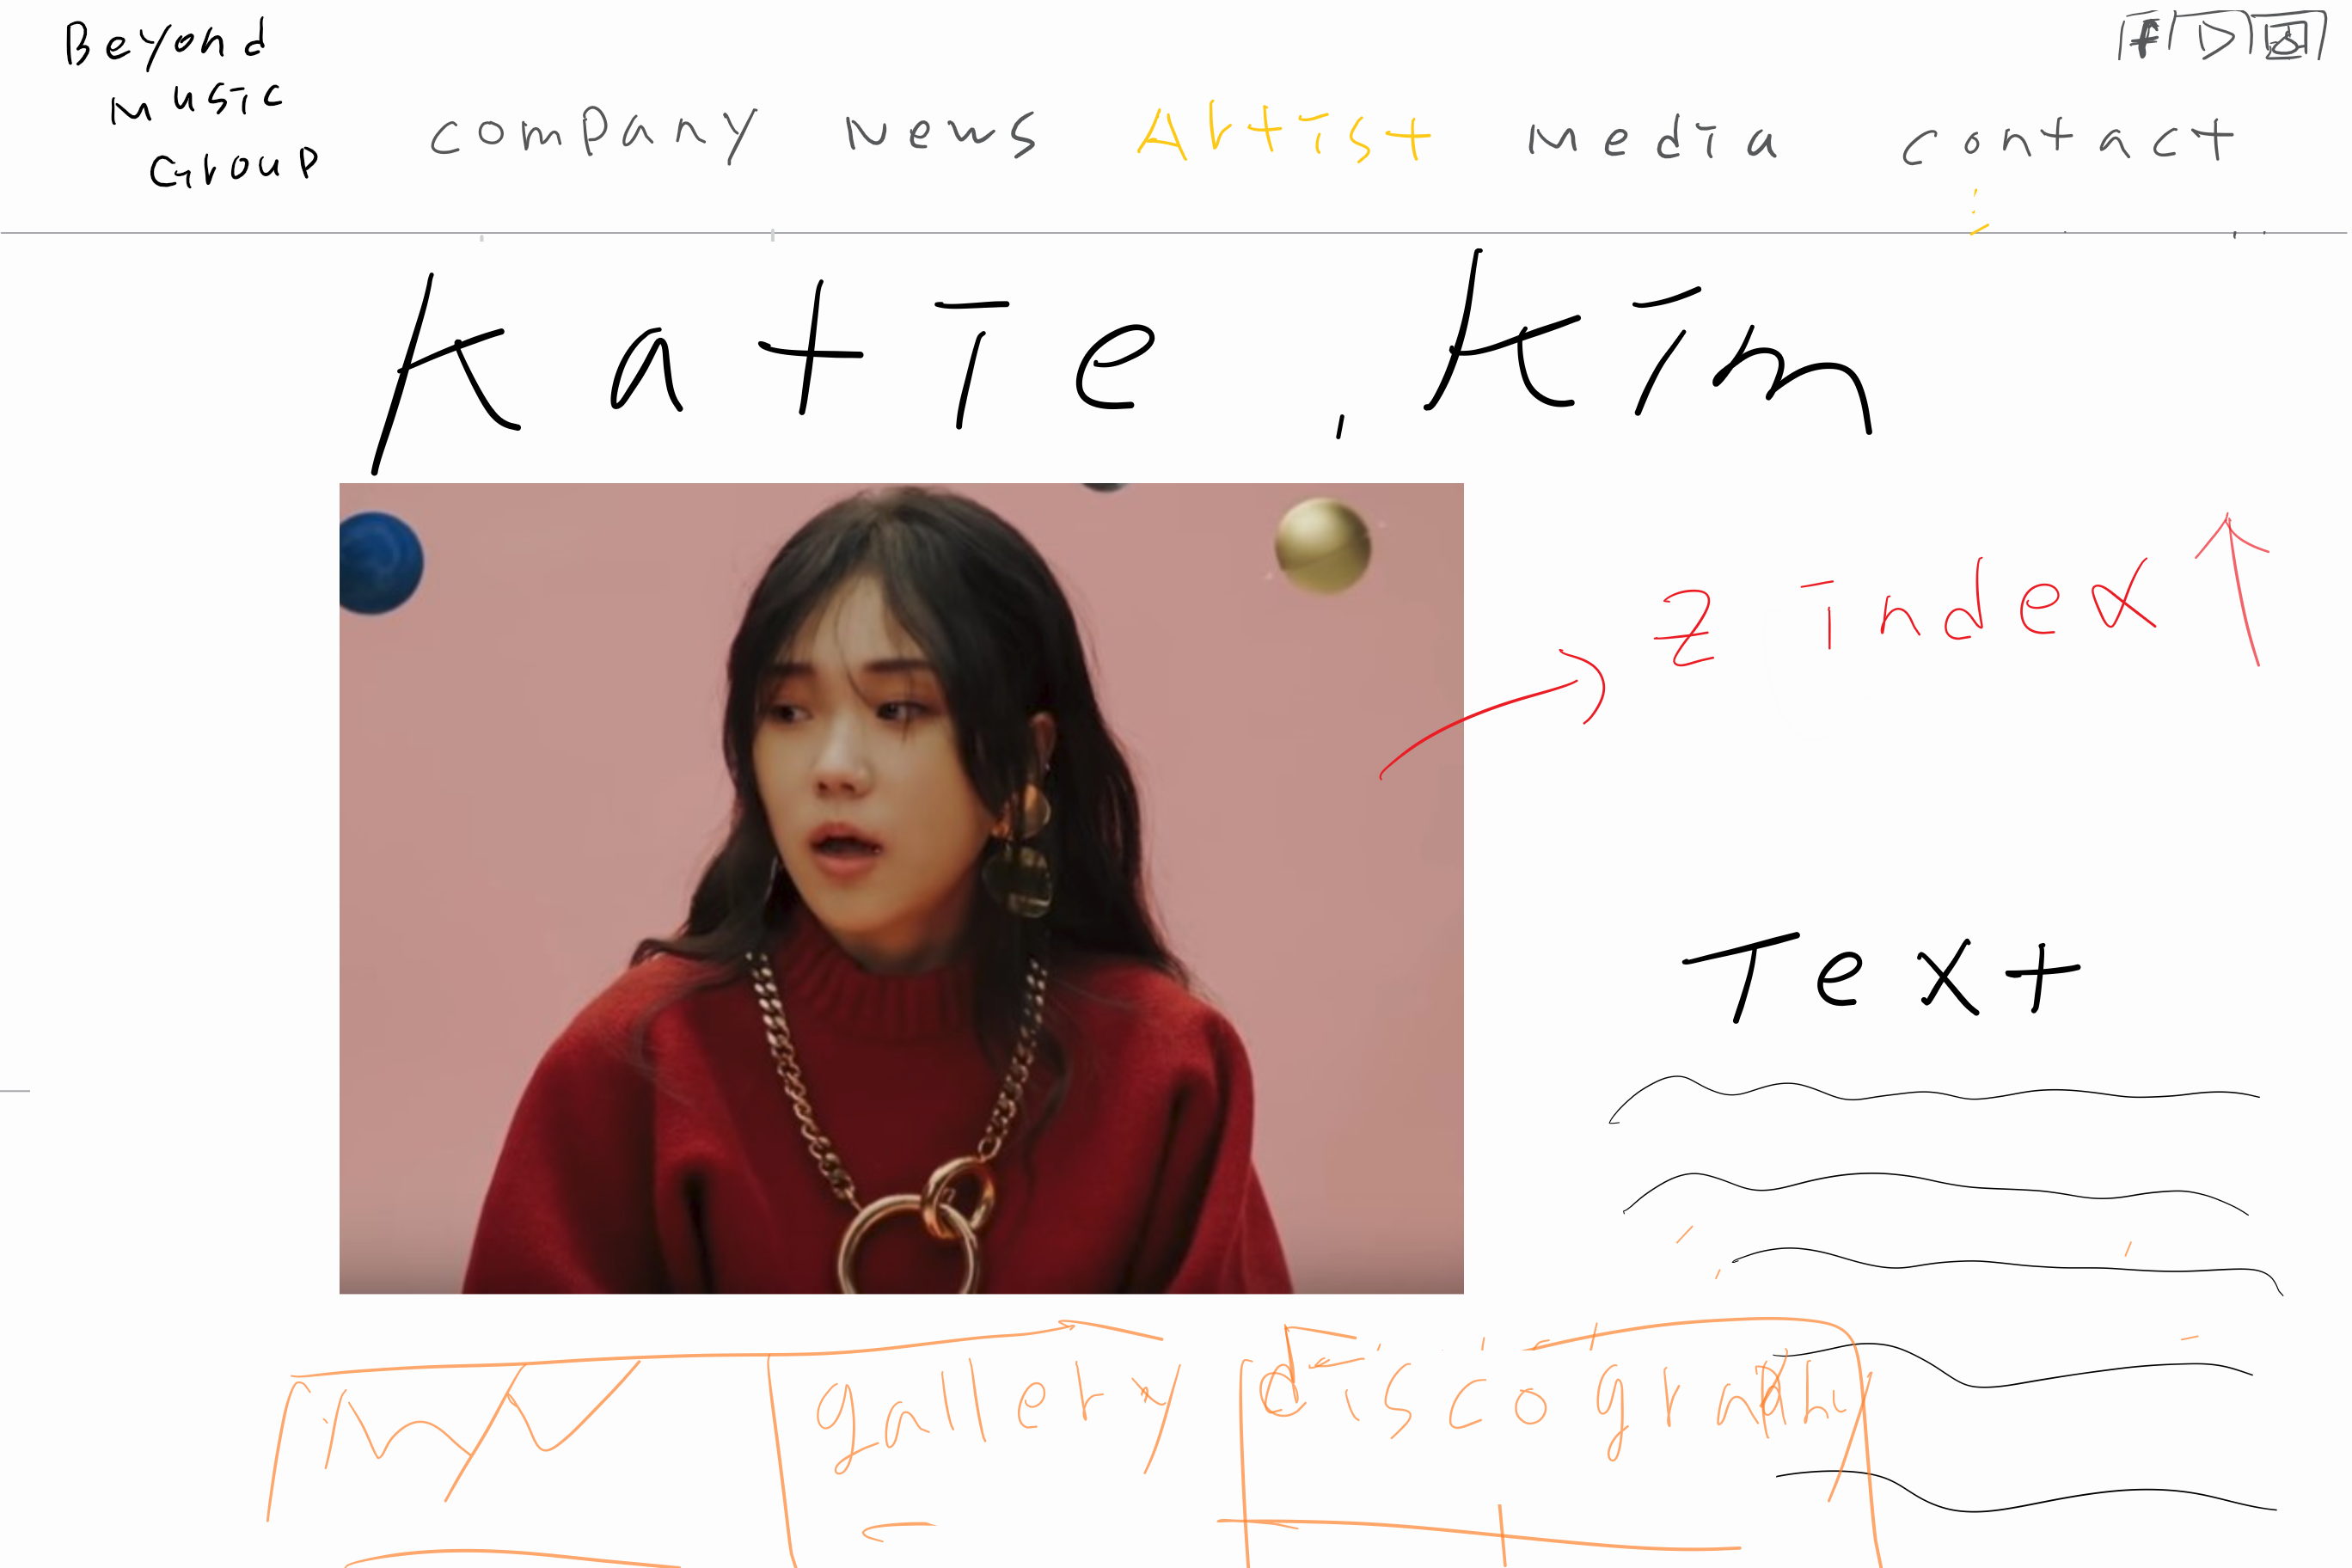 Beyond
Music
Group
company News Artist Media contact
Katie, Kim
Z index
Text
M/V gallery discography